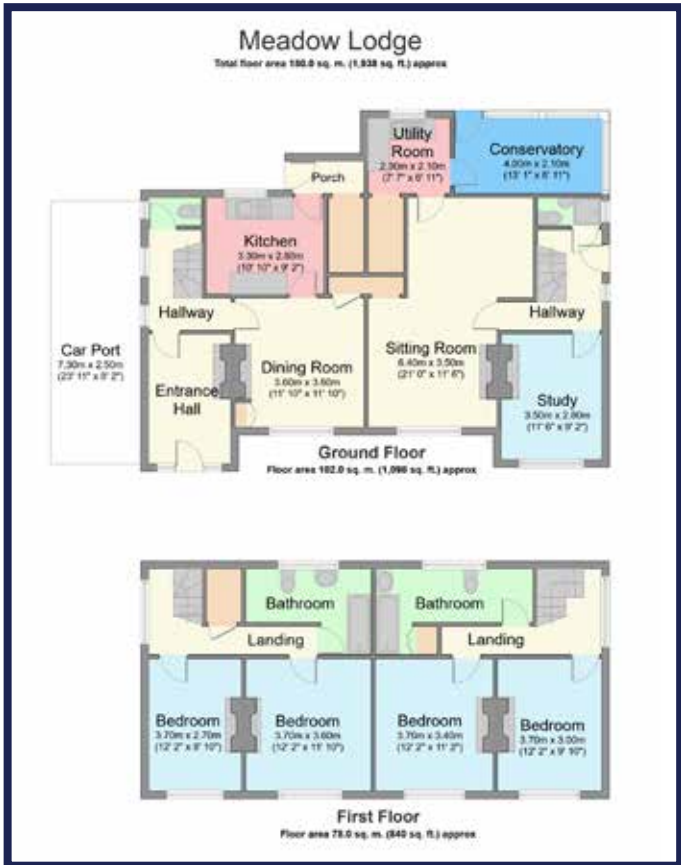 Meadow Lodge
Total floor area 180.0 sq. m. (1,938 sq. ft.) approx
Utility
Room
2.30m x 2.10m
(7' 7" x 6' 11")
Conservatory
4.00m x 2.10m
(13' 1" x 6' 11")
Porch
Kitchen
3.30m x 2.80m
(10' 10" x 9' 2")
Hallway
Hallway
Car Port
7.30m x 2.50m
(23' 11" x 8' 2")
Entrance
Hall
Dining Room
3.60m x 3.60m
(11' 10" x 11' 10")
Sitting Room
6.40m x 3.50m
(21' 0" x 11' 6")
Study
3.50m x 2.80m
(11' 6" x 9' 2")
Ground Floor
Floor area 102.0 sq. m. (1,098 sq. ft.) approx
Bathroom
Bathroom
Landing
Landing
Bedroom
3.70m x 2.70m
(12' 2" x 8' 10")
Bedroom
3.70m x 3.60m
(12' 2" x 11' 10")
Bedroom
3.70m x 3.40m
(12' 2" x 11' 2")
Bedroom
3.70m x 3.00m
(12' 2" x 9' 10")
First Floor
Floor area 78.0 sq. m. (840 sq. ft.) approx